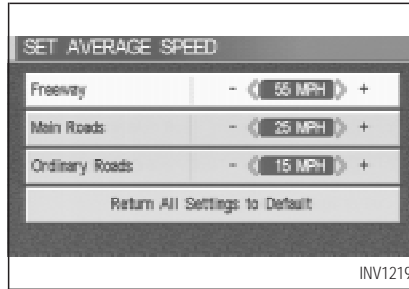 SET AVERAGE SPEED
Freeway - 55 MPH +
Main Roads - 25 MPH +
Ordinary Roads - 15 MPH +
Return All Settings to Default
INV1219